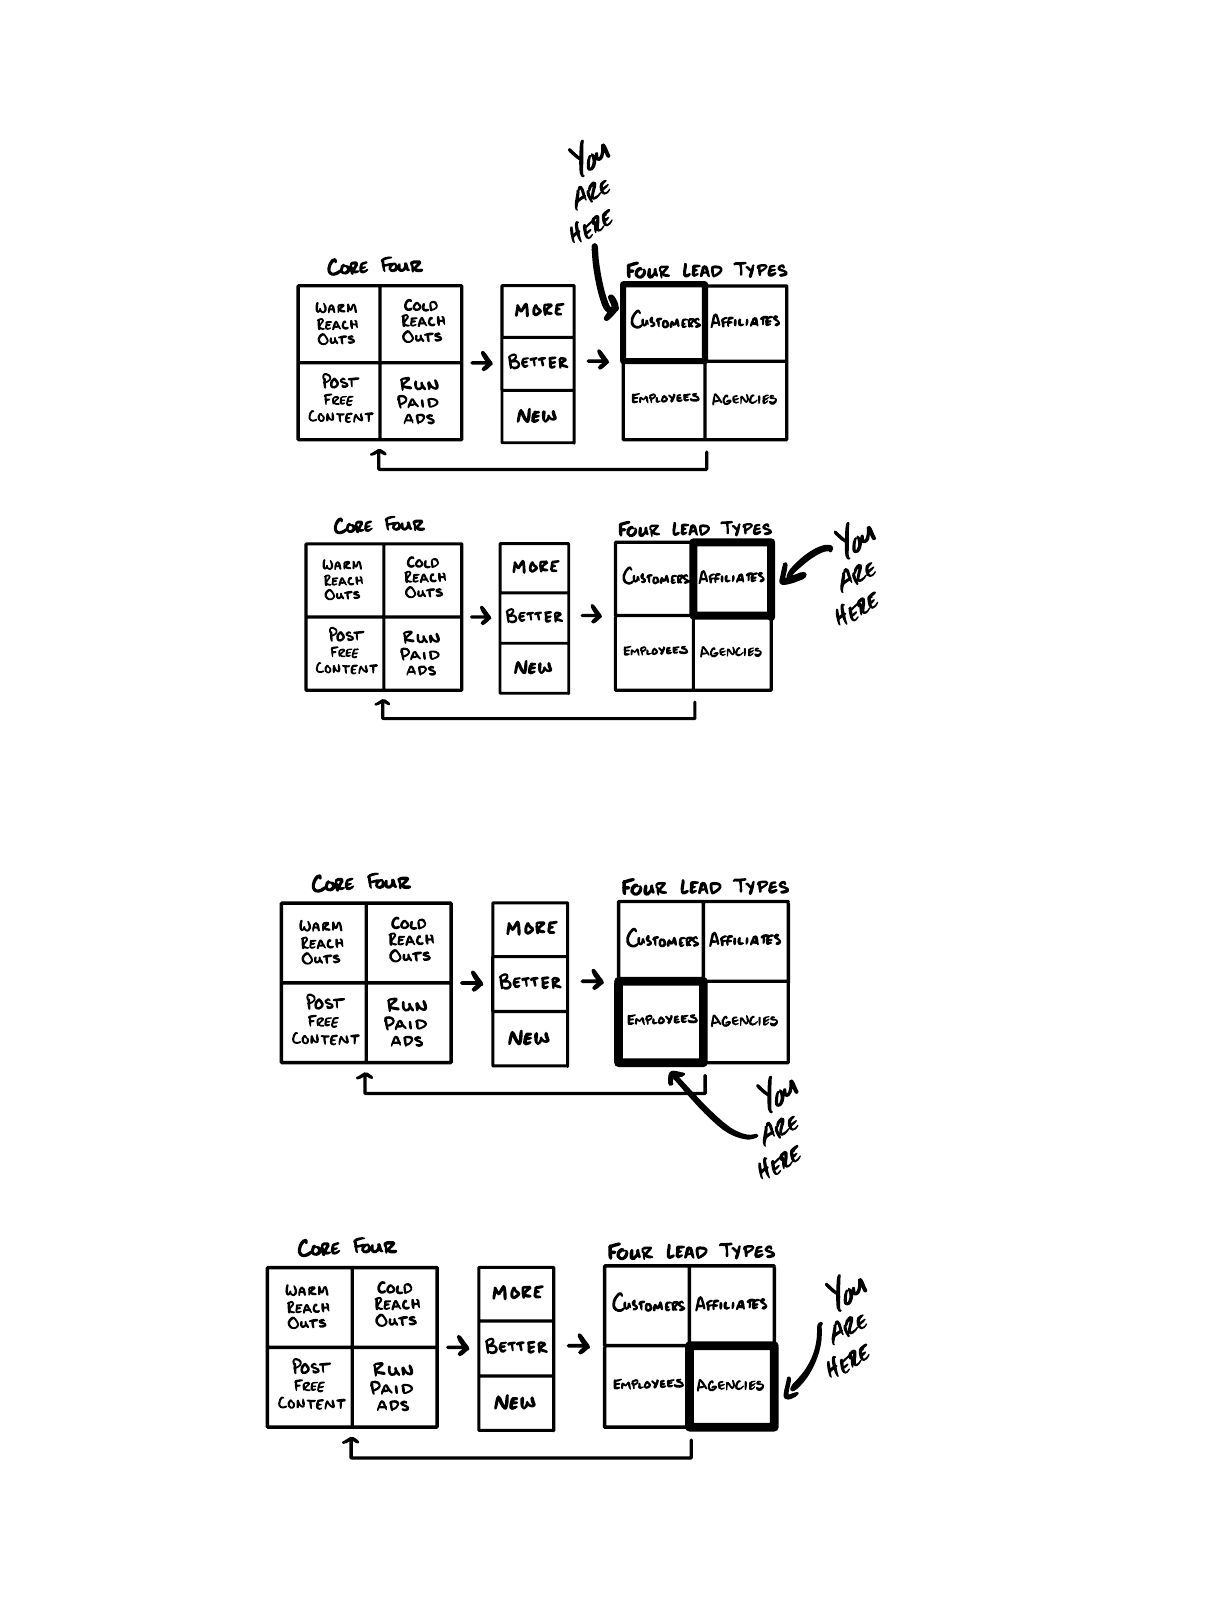 YOU
ARE
HERE
CORE FOUR
FOUR LEAD TYPES
WARM
REACH
OUTS
COLD
REACH
OUTS
POST
FREE
CONTENT
RUN
PAID
ADS
MORE
BETTER
NEW
CUSTOMERS
AFFILIATES
EMPLOYEES
AGENCIES
CORE FOUR
FOUR LEAD TYPES
WARM
REACH
OUTS
COLD
REACH
OUTS
POST
FREE
CONTENT
RUN
PAID
ADS
MORE
BETTER
NEW
CUSTOMERS
AFFILIATES
EMPLOYEES
AGENCIES
YOU
ARE
HERE
CORE FOUR
FOUR LEAD TYPES
WARM
REACH
OUTS
COLD
REACH
OUTS
POST
FREE
CONTENT
RUN
PAID
ADS
MORE
BETTER
NEW
CUSTOMERS
AFFILIATES
EMPLOYEES
AGENCIES
YOU
ARE
HERE
CORE FOUR
FOUR LEAD TYPES
WARM
REACH
OUTS
COLD
REACH
OUTS
POST
FREE
CONTENT
RUN
PAID
ADS
MORE
BETTER
NEW
CUSTOMERS
AFFILIATES
EMPLOYEES
AGENCIES
YOU
ARE
HERE